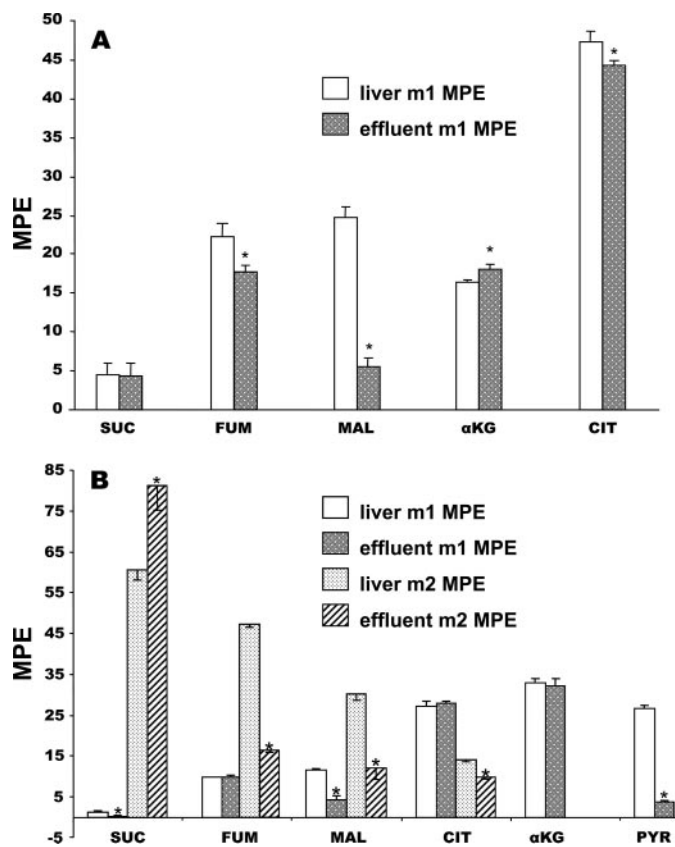 A
50
45
40
35
30
25
20
15
10
5
0
MPE
liver m1 MPE
effluent m1 MPE
*
*
*
*
SUC FUM MAL αKG CIT
B
85
75
65
55
45
35
25
15
5
-5
MPE
liver m1 MPE
effluent m1 MPE
liver m2 MPE
effluent m2 MPE
*
*
*
*
*
*
*
SUC FUM MAL CIT αKG PYR